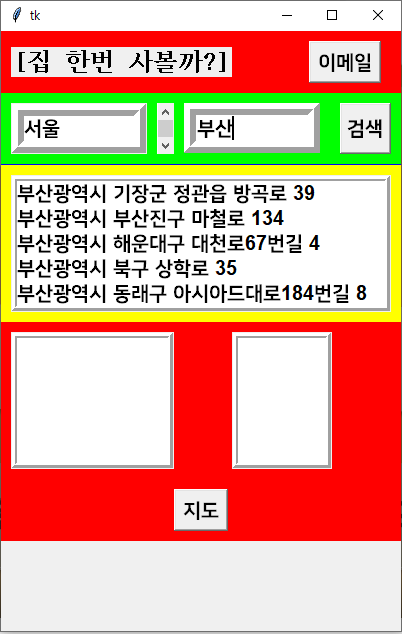 tk
[집 한번 사볼까?]
이메일
서울
부산
검색
부산광역시 기장군 정관읍 방곡로 39
부산광역시 부산진구 마철로 134
부산광역시 해운대구 대천로67번길 4
부산광역시 북구 상학로 35
부산광역시 동래구 아시아드대로184번길 8
지도